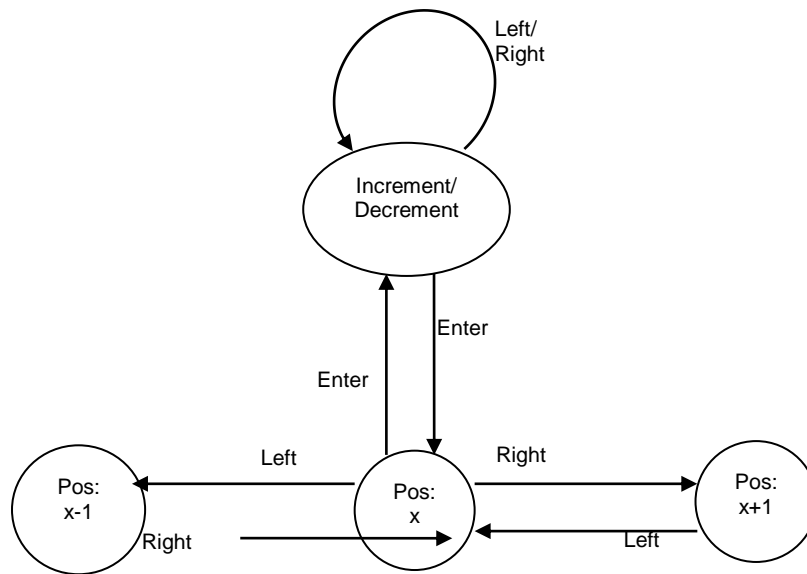 Left/
Right
Increment/
Decrement
Enter
Enter
Left
Right
Pos:
x-1
Pos:
x
Pos:
x+1
Right
Left